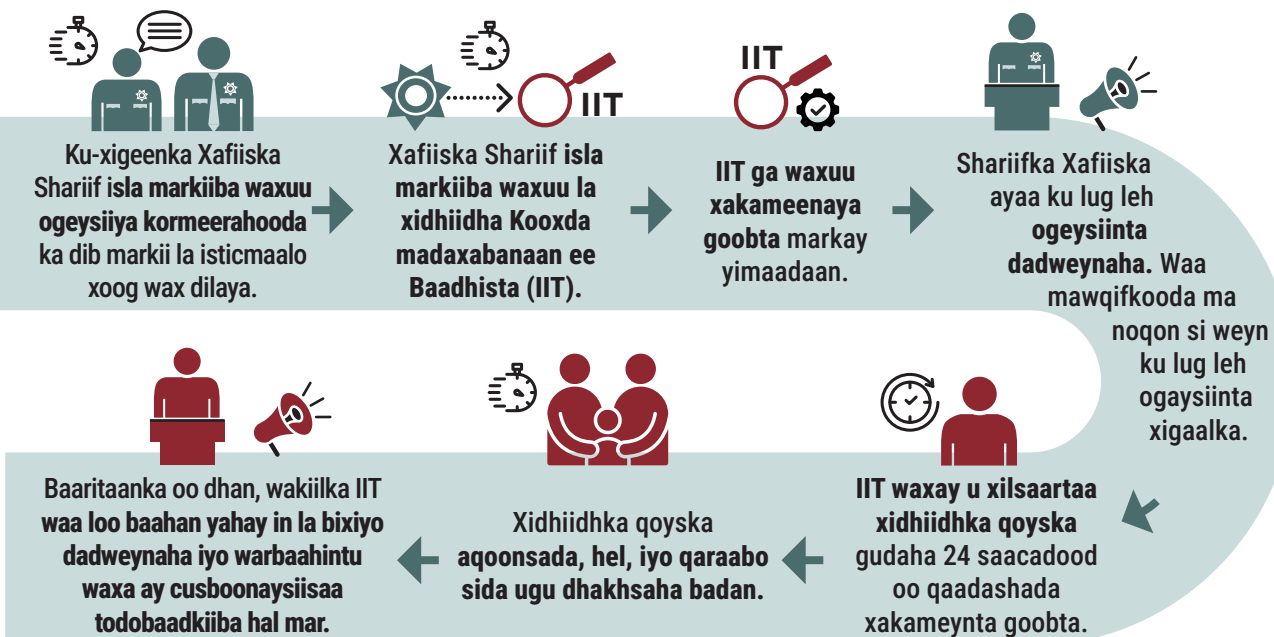 Ku-xigeenka Xafiiska
Shariif isla markiiba waxuu
ogeysiiya kormeerahooda
ka dib markii la isticmaalo
xoog wax dilaya.
IIT
Xafiiska Shariif isla
markiiba waxuu la
xidhiidha Kooxda
madaxabanaan ee
Baadhista (IIT).
IIT
IIT ga waxuu
xakameenaya
goobta markay
yimaadaan.
Shariifka Xafiiska
ayaa ku lug leh
ogeysiinta
dadweynaha. Waa
mawqifkooda ma
noqon si weyn
ku lug leh
ogaysiinta
xigaalka.
IIT waxay u xilsaartaa
xidhiidhka qoyska
gudaha 24 saacadood
oo qaadashada
xakameynta goobta.
Xidhiidhka qoyska
aqoonsada, hel, iyo qaraabo
sida ugu dhakhsaha badan.
Baaritaanka oo dhan, wakiilka IIT
waa loo baahan yahay in la bixiyo
dadweynaha iyo warbaahintu
waxa ay cusboonaysiisaa
todobaadkiiba hal mar.